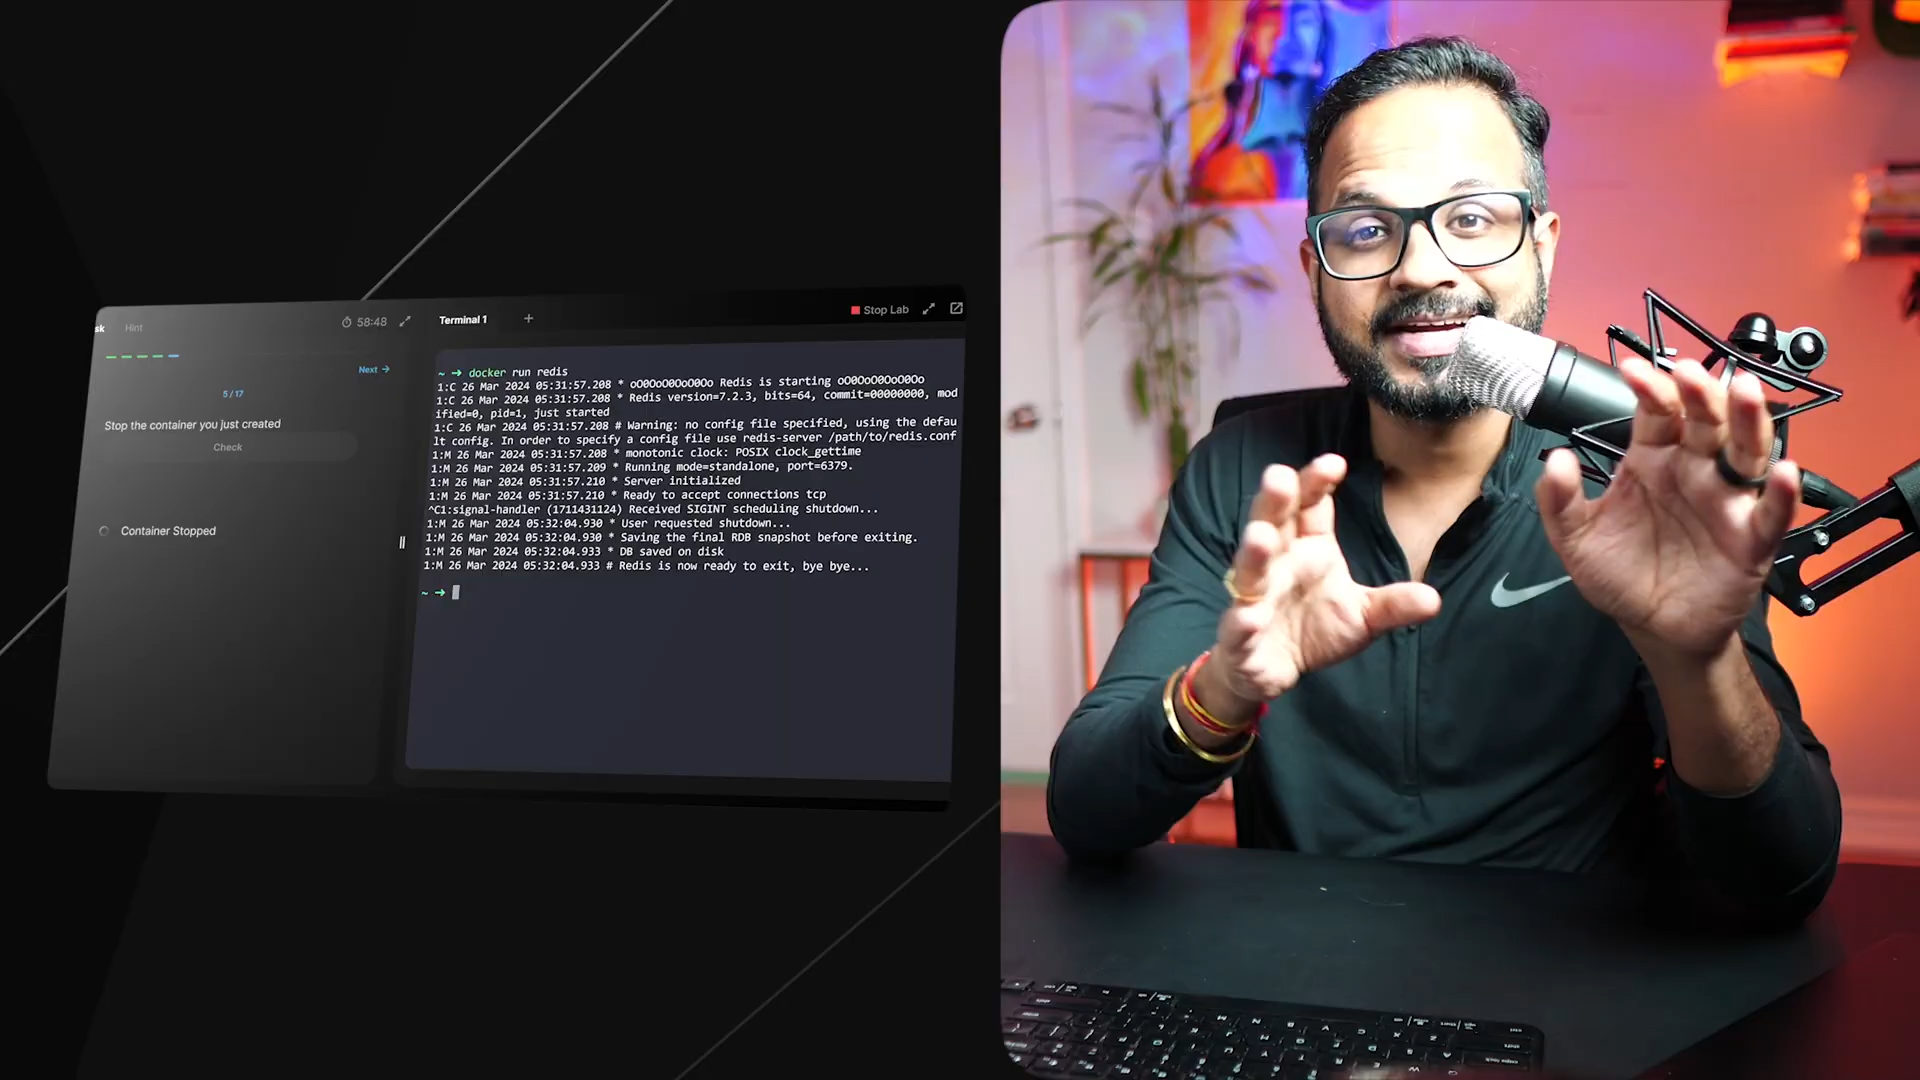 sk Hint 58:48
Next →
5 / 17
Stop the container you just created
Check
Container Stopped
Terminal 1 +
Stop Lab
~ → docker run redis
1:C 26 Mar 2024 05:31:57.208 * oO0OoO0OoO0Oo Redis is starting oO0OoO0OoO0Oo
1:C 26 Mar 2024 05:31:57.208 * Redis version=7.2.3, bits=64, commit=00000000, mod
ified=0, pid=1, just started
1:C 26 Mar 2024 05:31:57.208 # Warning: no config file specified, using the defau
lt config. In order to specify a config file use redis-server /path/to/redis.conf
1:M 26 Mar 2024 05:31:57.208 * monotonic clock: POSIX clock_gettime
1:M 26 Mar 2024 05:31:57.209 * Running mode=standalone, port=6379.
1:M 26 Mar 2024 05:31:57.210 * Server initialized
1:M 26 Mar 2024 05:31:57.210 * Ready to accept connections tcp
^C1:signal-handler (1711431124) Received SIGINT scheduling shutdown...
1:M 26 Mar 2024 05:32:04.930 * User requested shutdown...
1:M 26 Mar 2024 05:32:04.930 * Saving the final RDB snapshot before exiting.
1:M 26 Mar 2024 05:32:04.933 * DB saved on disk
1:M 26 Mar 2024 05:32:04.933 # Redis is now ready to exit, bye bye...
~ →